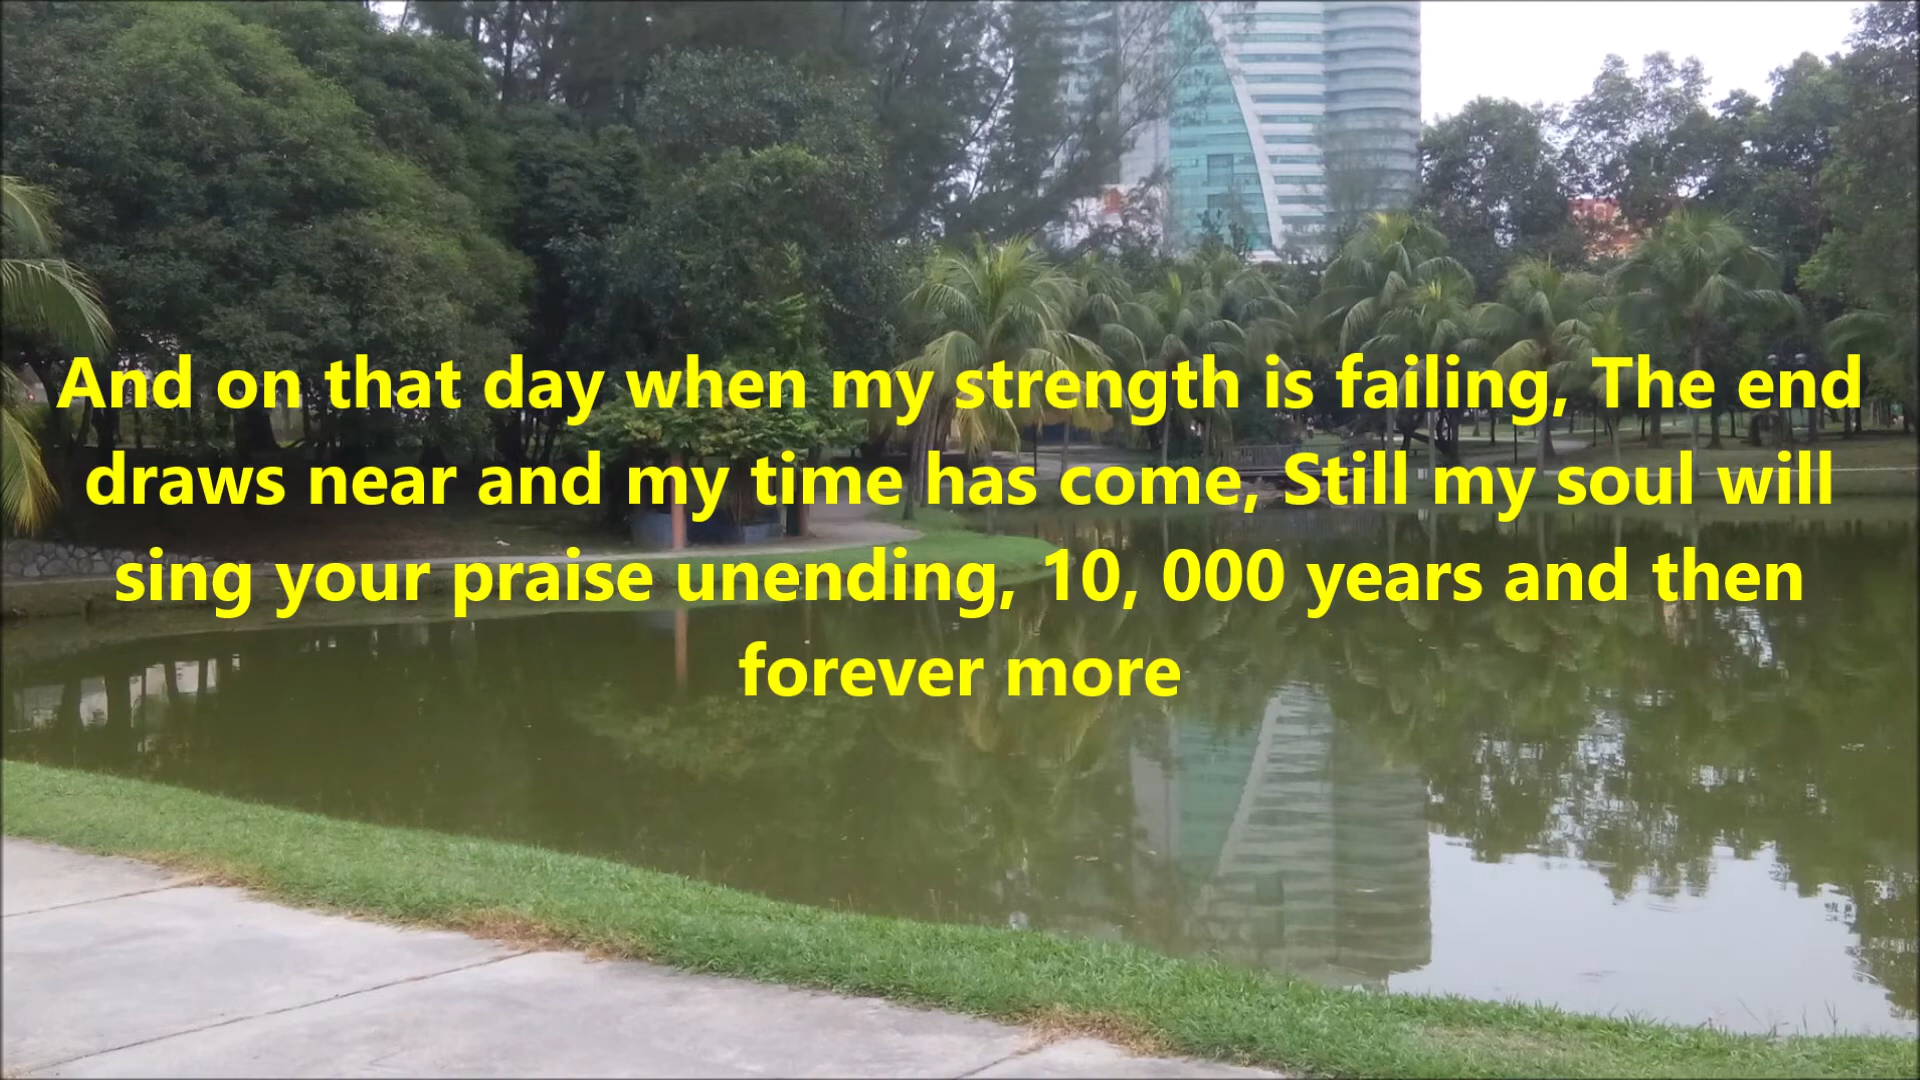 And on that day when my strength is failing, The end
draws near and my time has come, Still my soul will
sing your praise unending, 10, 000 years and then
forever more